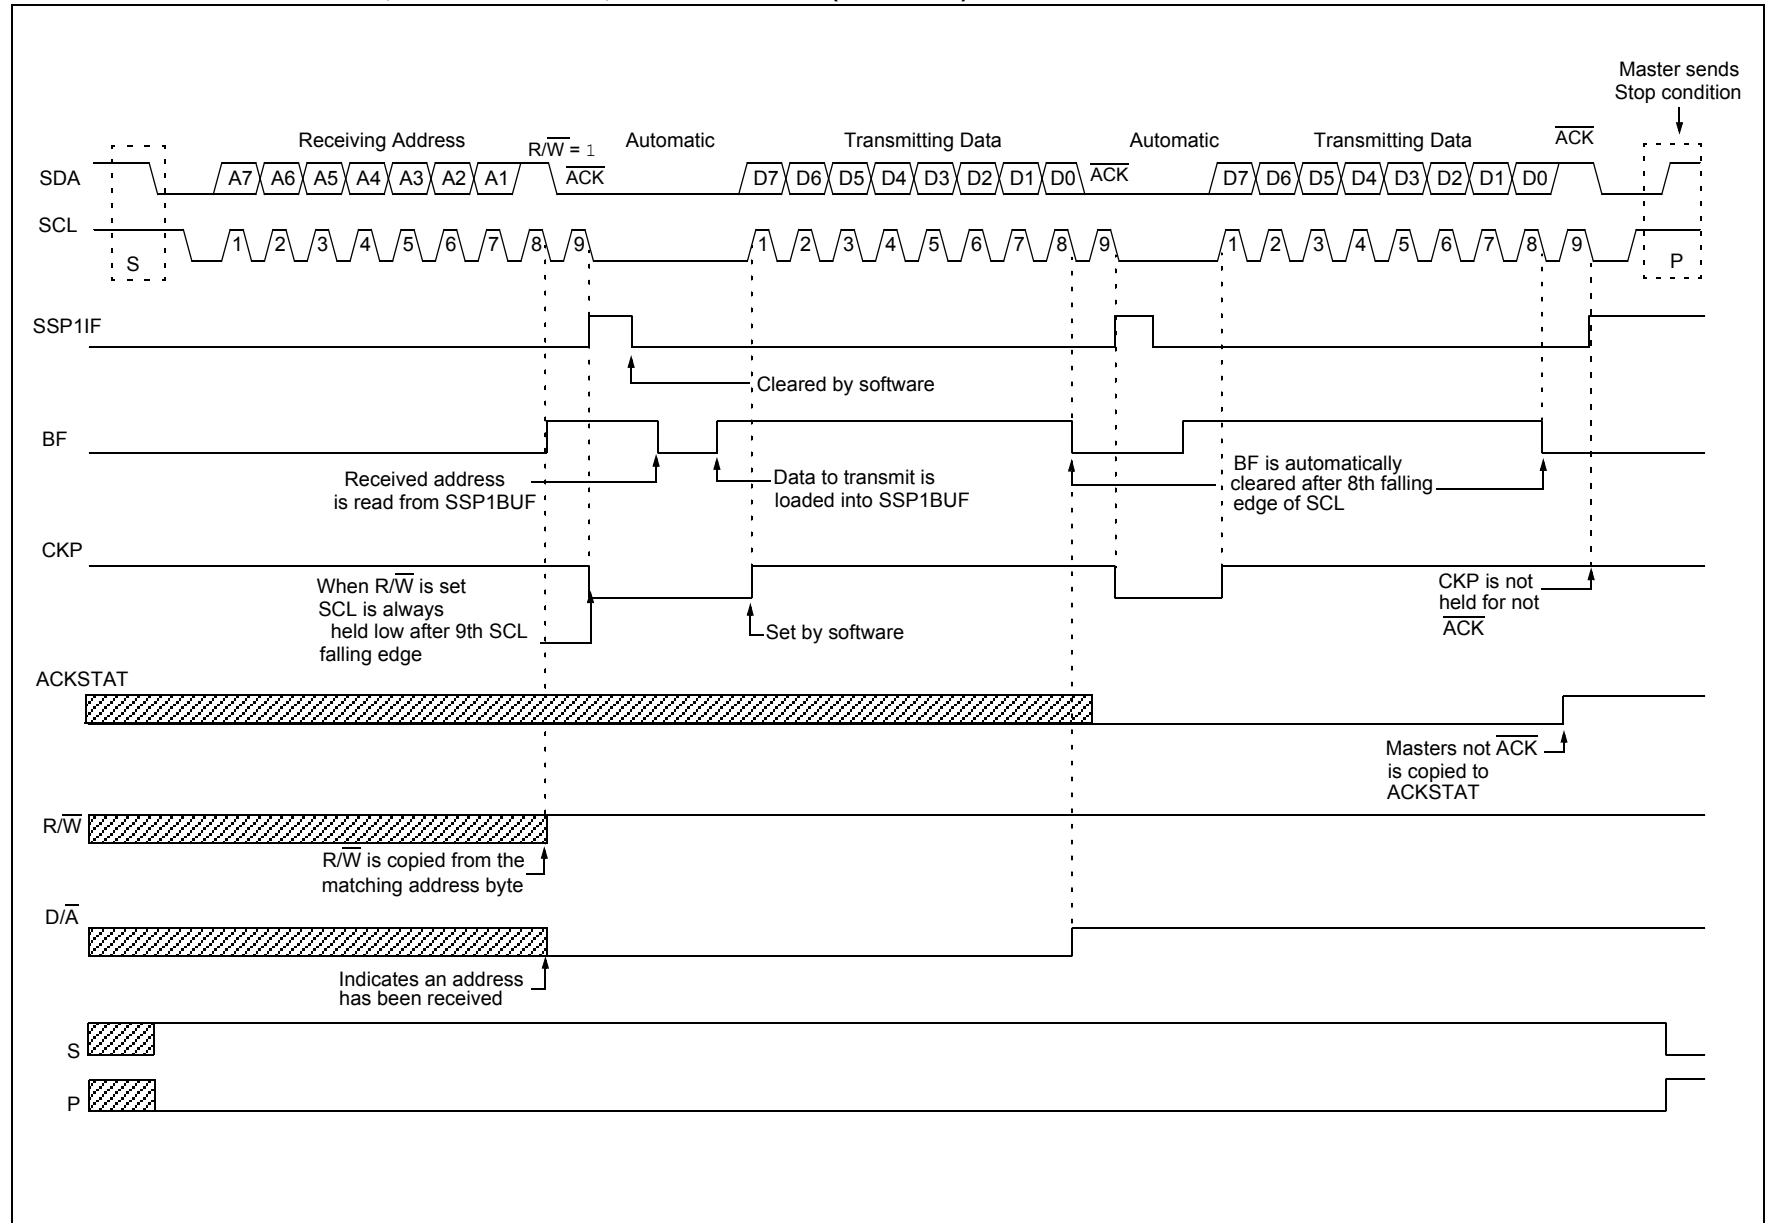 Master sends
Stop condition
Receiving Address
R/W̅ = 1
Automatic
Transmitting Data
Automatic
Transmitting Data
A̅C̅K̅
SDA
A7 A6 A5 A4 A3 A2 A1
A̅C̅K̅
D7 D6 D5 D4 D3 D2 D1 D0
A̅C̅K̅
D7 D6 D5 D4 D3 D2 D1 D0
SCL
1 2 3 4 5 6 7 8 9
1 2 3 4 5 6 7 8 9
1 2 3 4 5 6 7 8 9
S
P
SSP1IF
Cleared by software
BF
Received address
is read from SSP1BUF
Data to transmit is
loaded into SSP1BUF
BF is automatically
cleared after 8th falling
edge of SCL
CKP
When R/W̅ is set
SCL is always
held low after 9th SCL
falling edge
Set by software
CKP is not
held for not
A̅C̅K̅
ACKSTAT
Masters not A̅C̅K̅
is copied to
ACKSTAT
R/W̅
R/W̅ is copied from the
matching address byte
D/A̅
Indicates an address
has been received
S
P